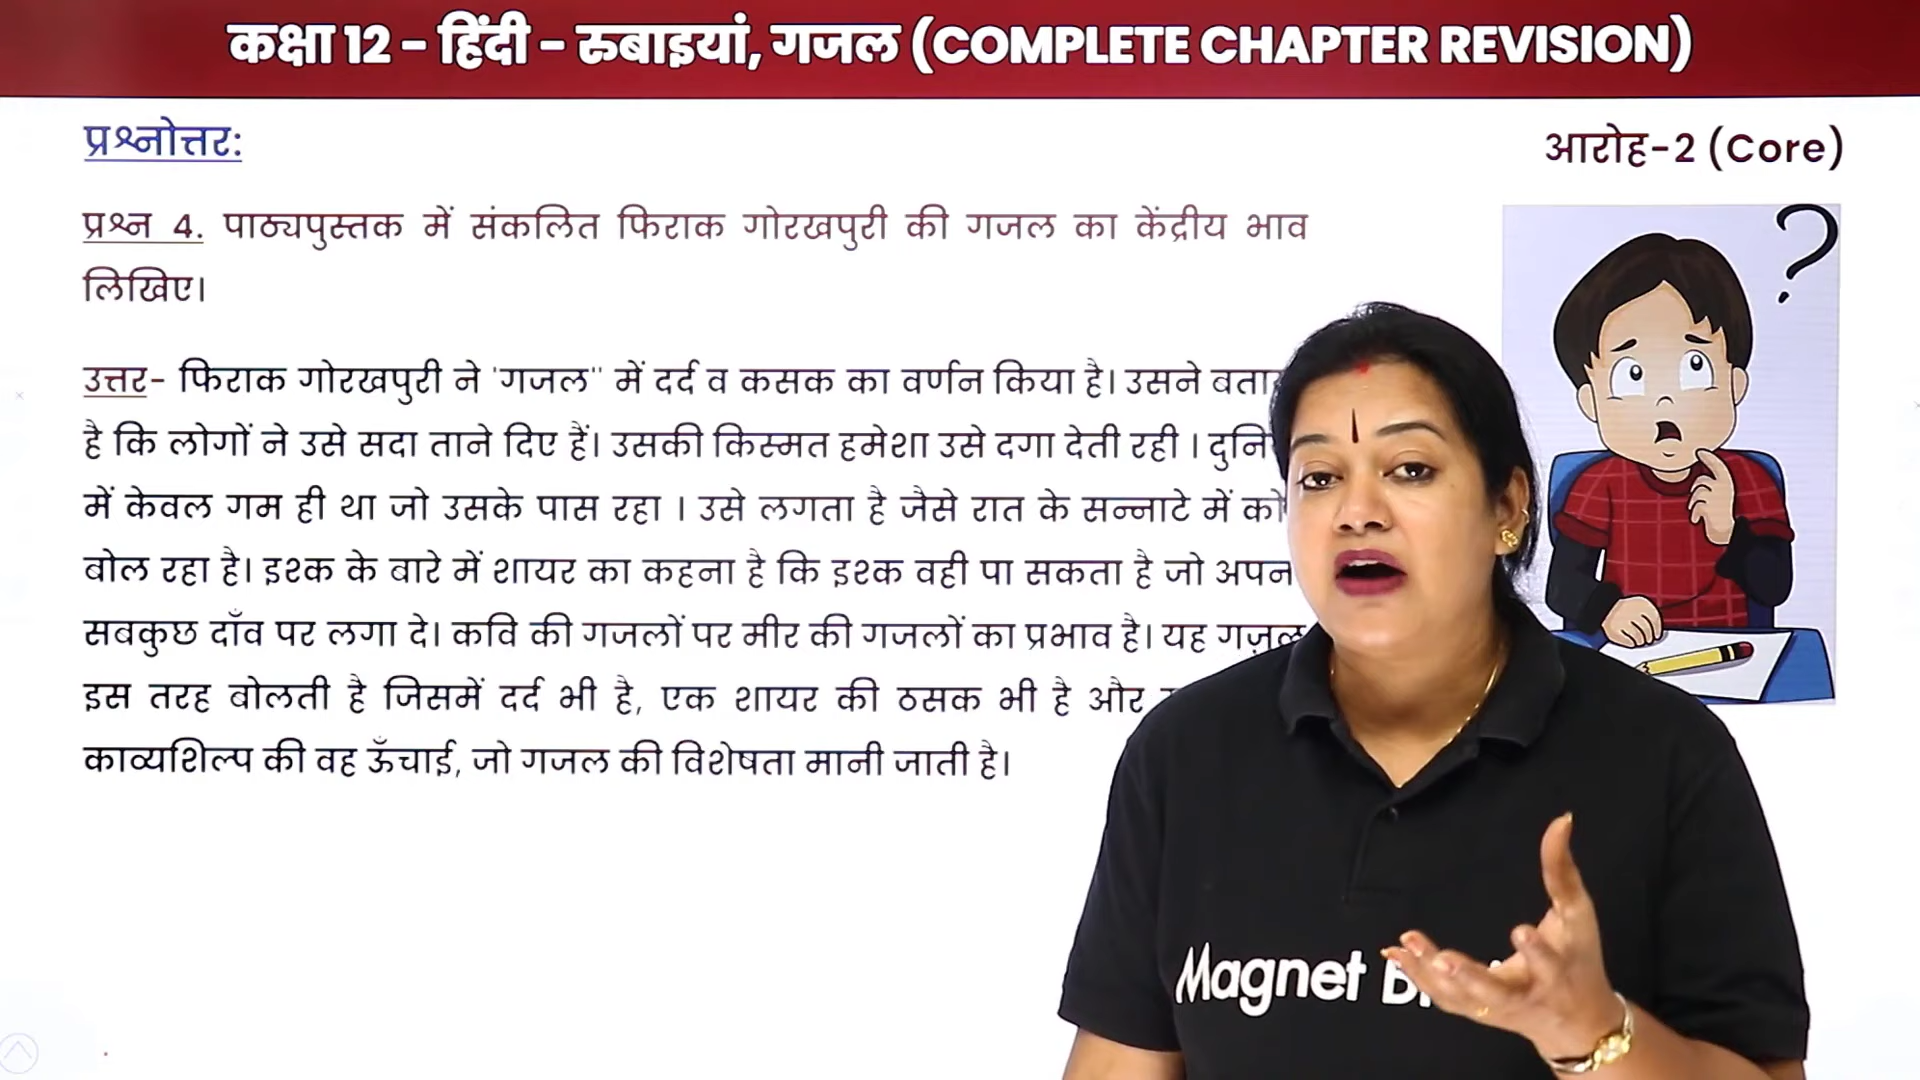 कक्षा 12 - हिंदी - रुबाइयां, गजल (COMPLETE CHAPTER REVISION)
प्रश्नोत्तर:
आरोह-2 (Core)
प्रश्न 4. पाठ्यपुस्तक में संकलित फिराक गोरखपुरी की गजल का केंद्रीय भाव
लिखिए।
उत्तर- फिराक गोरखपुरी ने 'गजल'' में दर्द व कसक का वर्णन किया है। उसने
है कि लोगों ने उसे सदा ताने दिए हैं। उसकी किस्मत हमेशा उसे दगा देती रही ।
में केवल गम ही था जो उसके पास रहा । उसे लगता है जैसे रात के सन्नाटे में
बोल रहा है। इश्क के बारे में शायर का कहना है कि इश्क वही पा सकता है जो
सबकुछ दाँव पर लगा दे। कवि की गजलों पर मीर की गजलों का प्रभाव है। यह गज़ल
इस तरह बोलती है जिसमें दर्द भी है, एक शायर की ठसक भी है और
काव्यशिल्प की वह ऊँचाई, जो गजल की विशेषता मानी जाती है।
?
Magnet